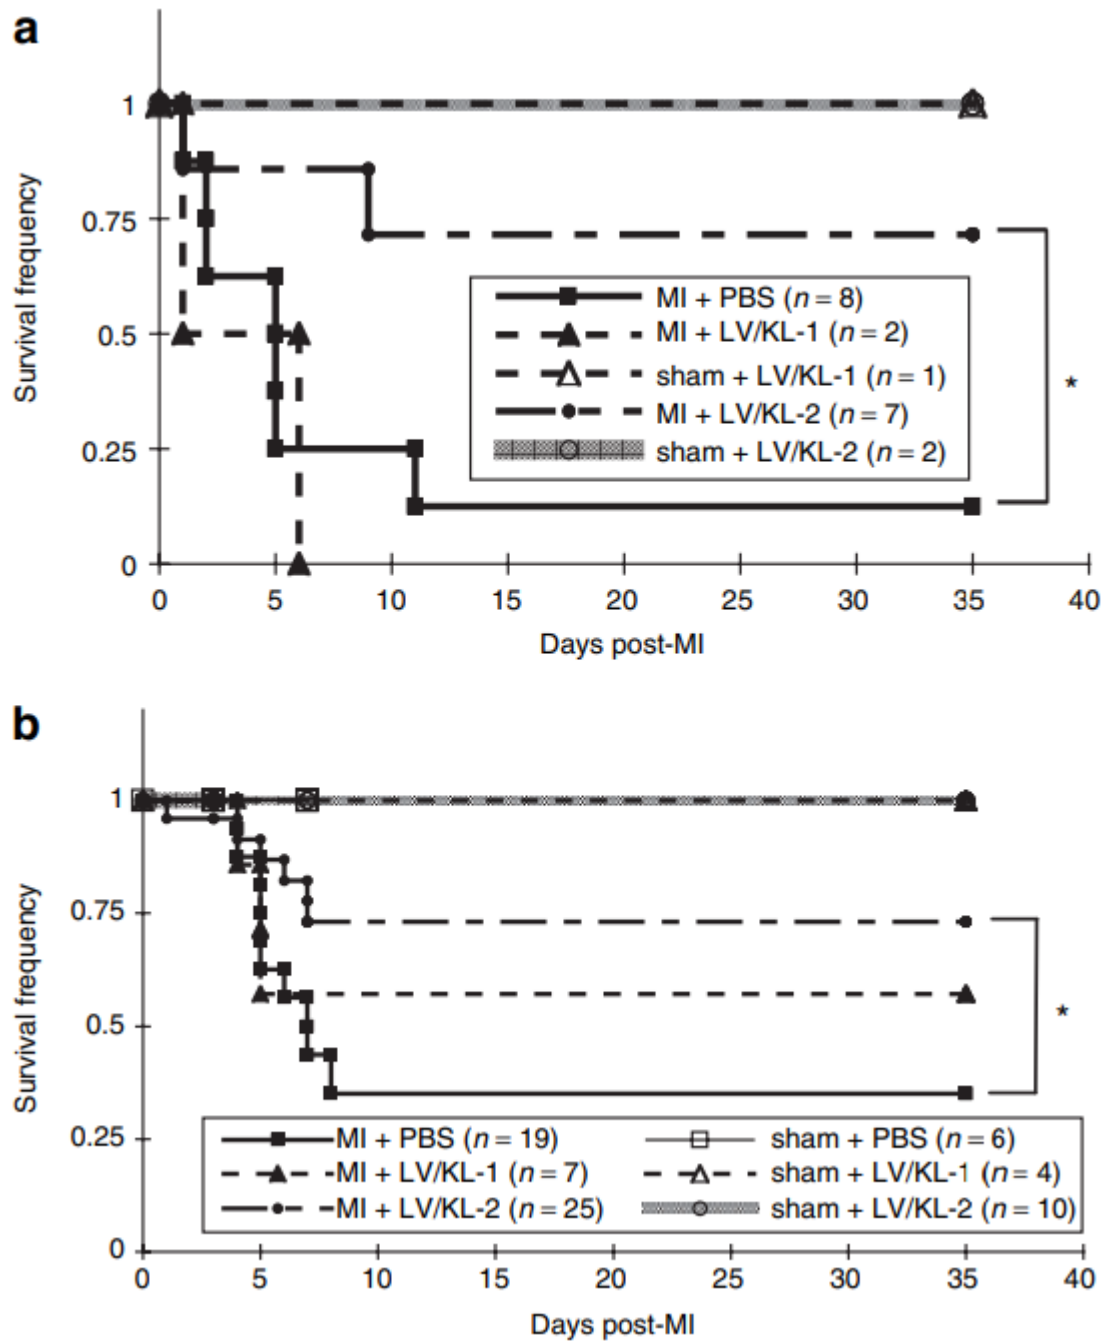 a
1
0.75
0.5
0.25
0
Survival frequency
MI + PBS (n = 8)
MI + LV/KL-1 (n = 2)
sham + LV/KL-1 (n = 1)
MI + LV/KL-2 (n = 7)
sham + LV/KL-2 (n = 2)
*
0 5 10 15 20 25 30 35 40
Days post-MI
b
1
0.75
0.5
0.25
0
Survival frequency
*
MI + PBS (n = 19) sham + PBS (n = 6)
MI + LV/KL-1 (n = 7) sham + LV/KL-1 (n = 4)
MI + LV/KL-2 (n = 25) sham + LV/KL-2 (n = 10)
0 5 10 15 20 25 30 35 40
Days post-MI